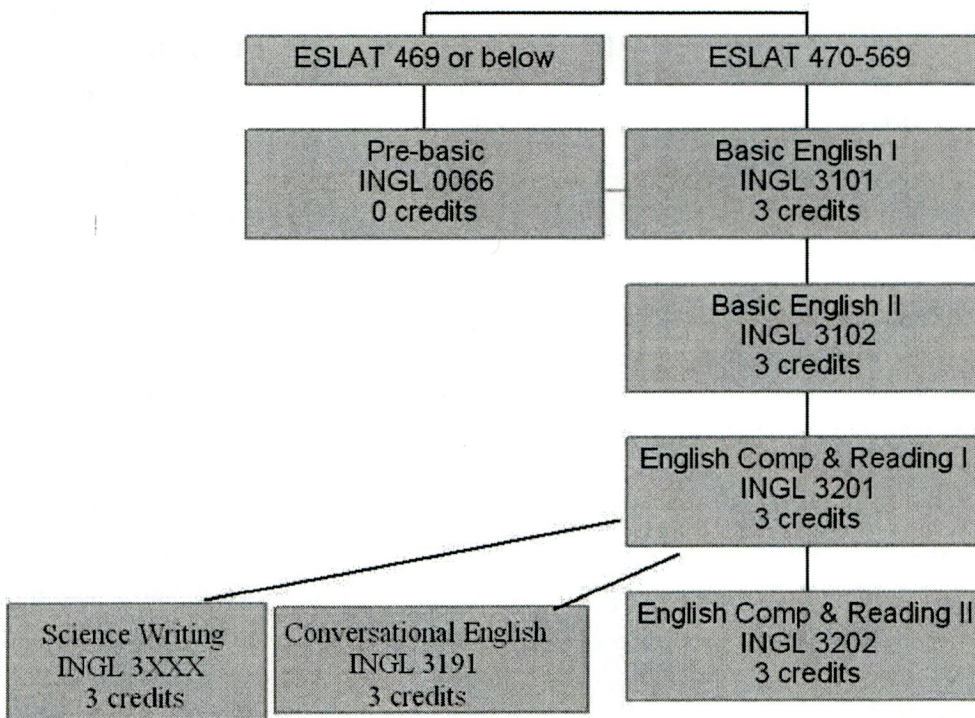 ESLAT 469 or below
ESLAT 470-569
Pre-basic
INGL 0066
0 credits
Basic English I
INGL 3101
3 credits
Basic English II
INGL 3102
3 credits
English Comp & Reading I
INGL 3201
3 credits
Science Writing
INGL 3XXX
3 credits
Conversational English
INGL 3191
3 credits
English Comp & Reading II
INGL 3202
3 credits